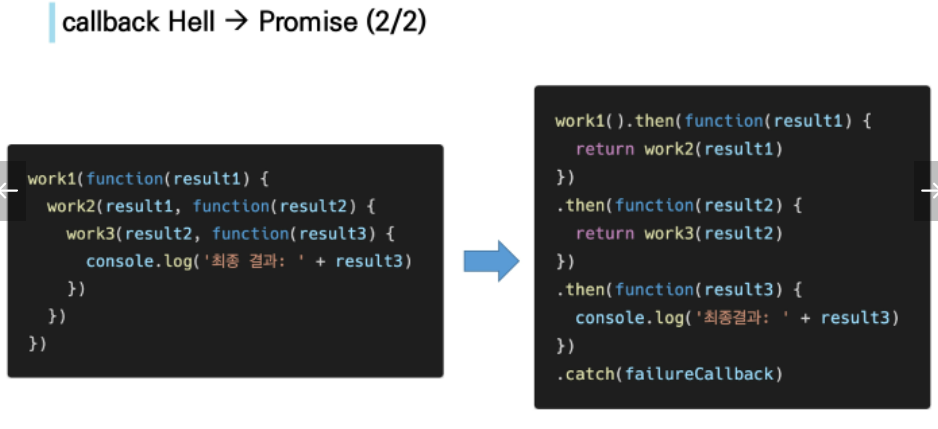 callback Hell → Promise (2/2)
work1(function(result1) {
  work2(result1, function(result2) {
    work3(result2, function(result3) {
      console.log('최종 결과: ' + result3)
    })
  })
})
work1().then(function(result1) {
  return work2(result1)
})
.then(function(result2) {
  return work3(result2)
})
.then(function(result3) {
  console.log('최종결과: ' + result3)
})
.catch(failureCallback)